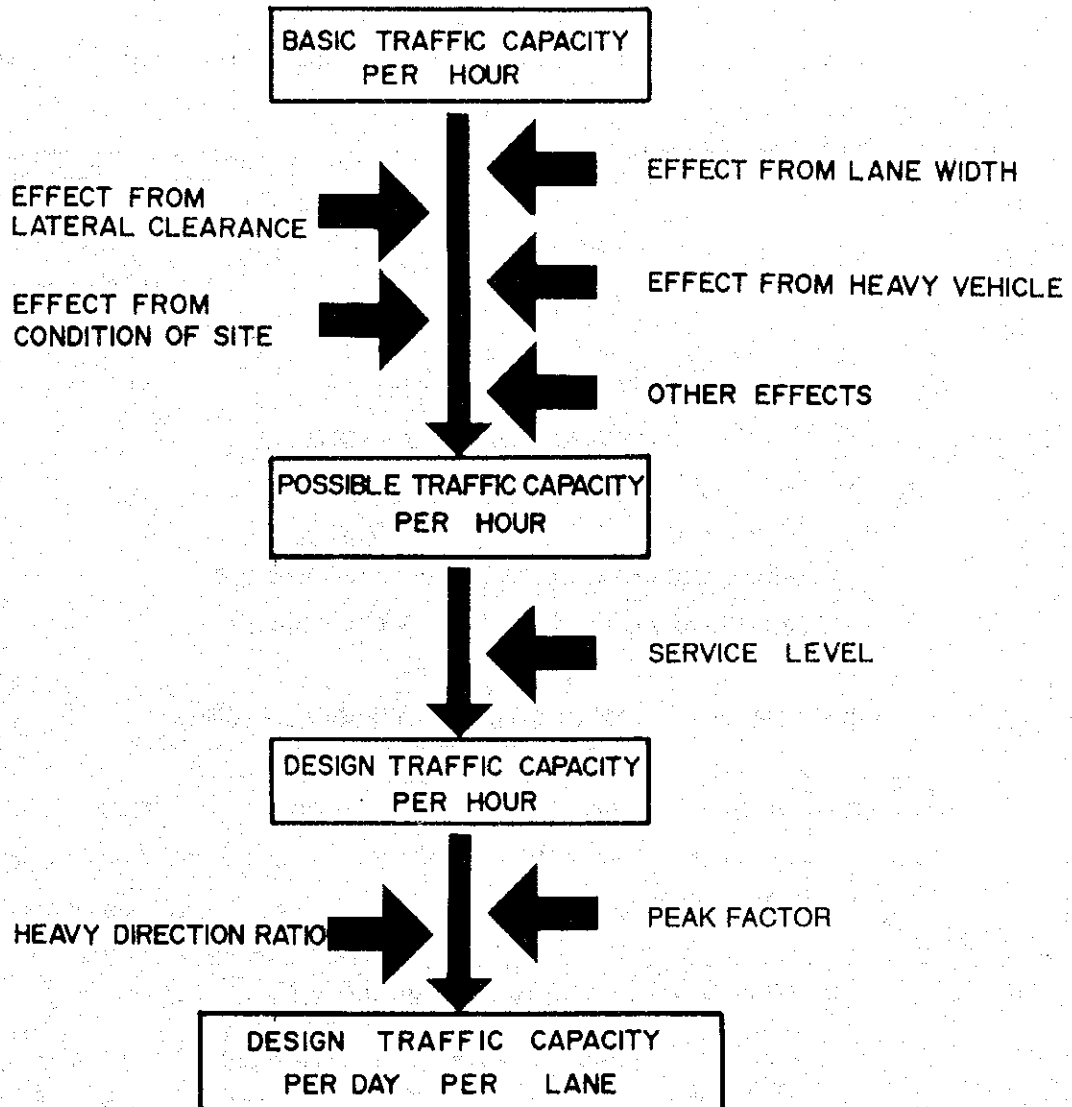 BASIC TRAFFIC CAPACITY
PER HOUR
EFFECT FROM LANE WIDTH
EFFECT FROM
LATERAL CLEARANCE
EFFECT FROM HEAVY VEHICLE
EFFECT FROM
CONDITION OF SITE
OTHER EFFECTS
POSSIBLE TRAFFIC CAPACITY
PER HOUR
SERVICE LEVEL
DESIGN TRAFFIC CAPACITY
PER HOUR
PEAK FACTOR
HEAVY DIRECTION RATIO
DESIGN TRAFFIC CAPACITY
PER DAY PER LANE